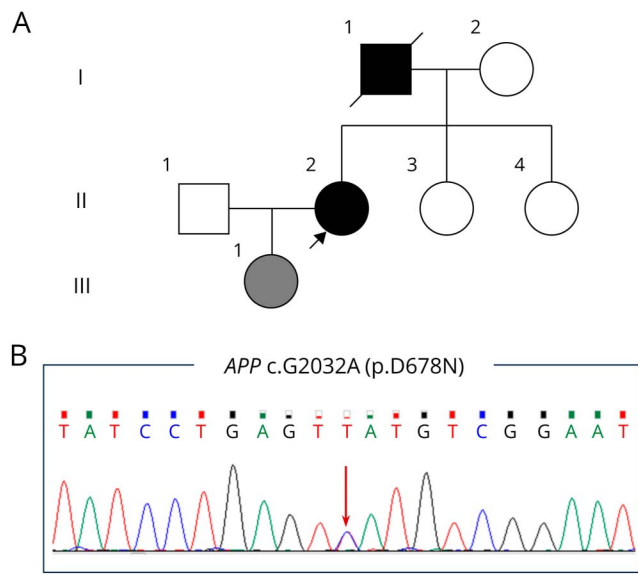 A
1 2
I
1 2 3 4
II
1
III
B
APP c.G2032A (p.D678N)
T A T C C T G A G T T A T G T C G G A A T